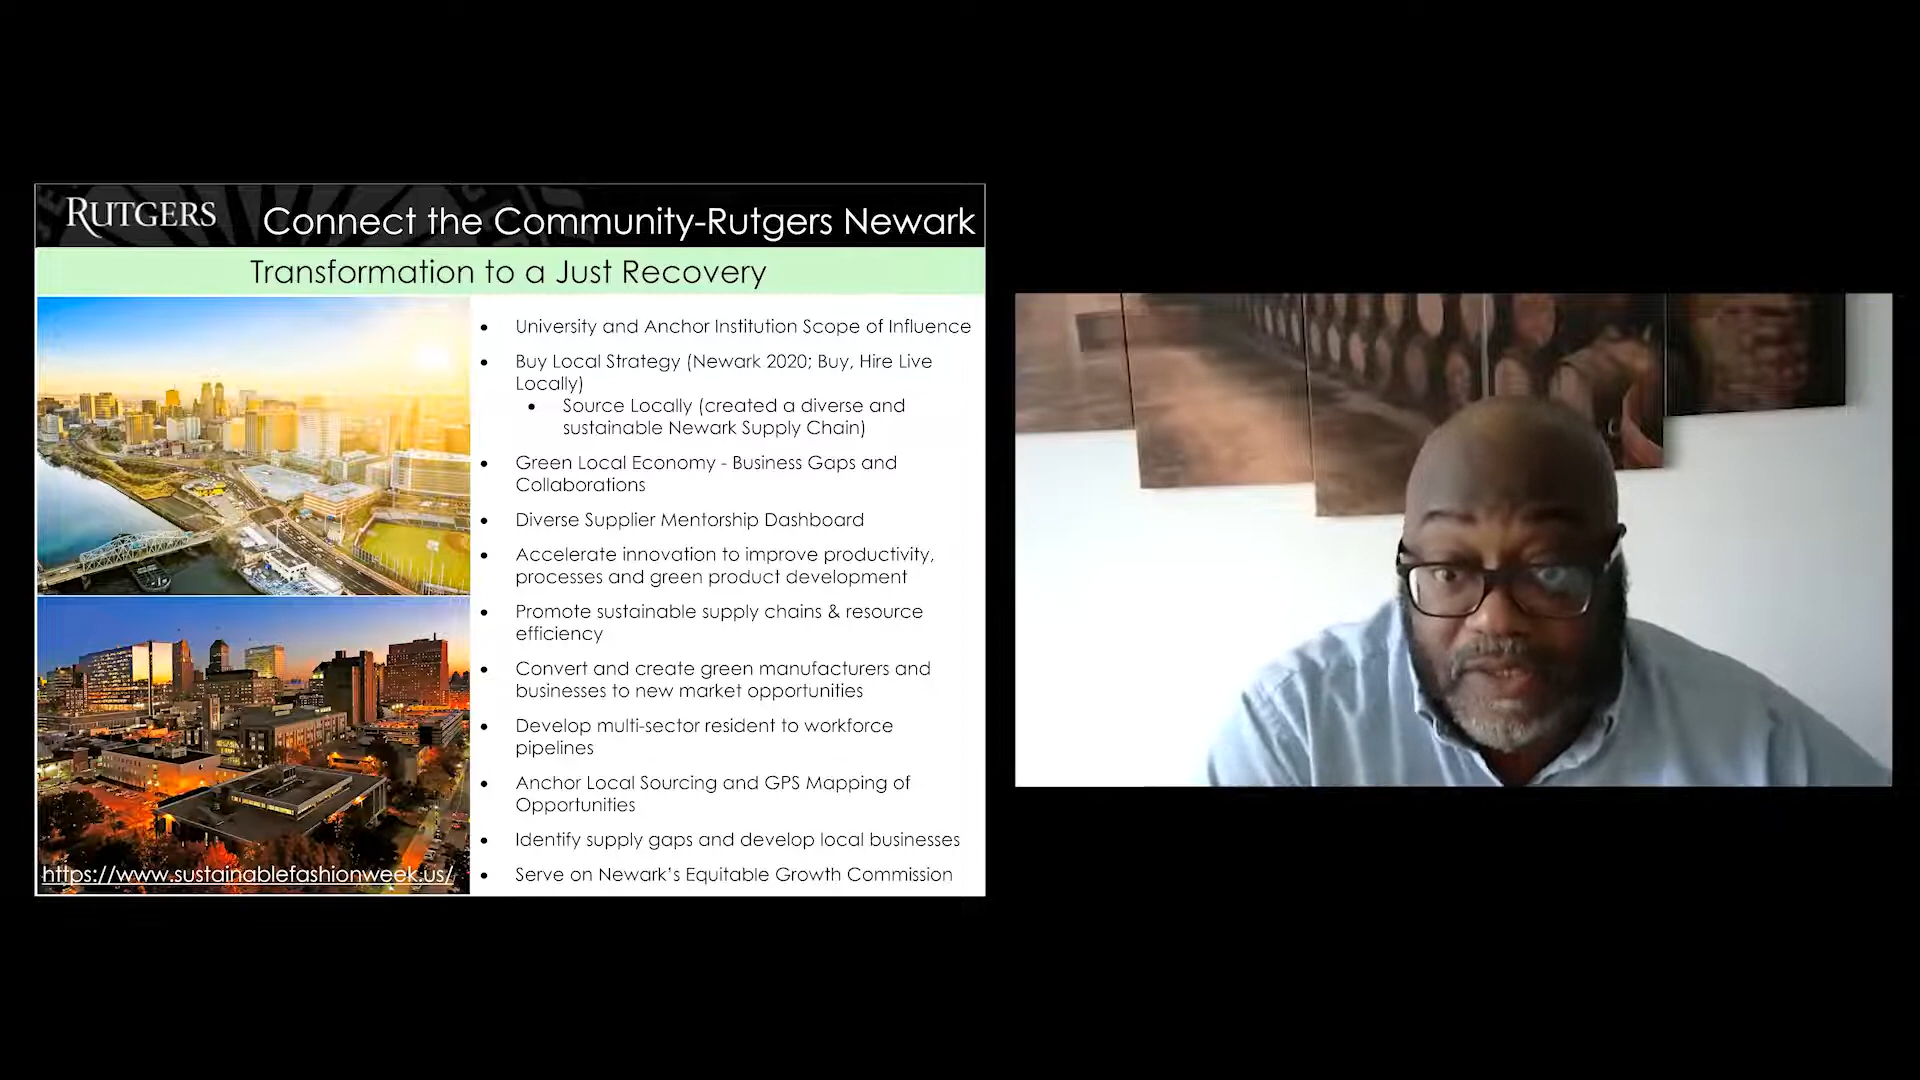 RUTGERS
Connect the Community-Rutgers Newark
Transformation to a Just Recovery
• University and Anchor Institution Scope of Influence
• Buy Local Strategy (Newark 2020; Buy, Hire Live
Locally)
• Source Locally (created a diverse and
sustainable Newark Supply Chain)
• Green Local Economy - Business Gaps and
Collaborations
• Diverse Supplier Mentorship Dashboard
• Accelerate innovation to improve productivity,
processes and green product development
• Promote sustainable supply chains & resource
efficiency
• Convert and create green manufacturers and
businesses to new market opportunities
• Develop multi-sector resident to workforce
pipelines
• Anchor Local Sourcing and GPS Mapping of
Opportunities
• Identify supply gaps and develop local businesses
• Serve on Newark’s Equitable Growth Commission
https://www.sustainablefashionweek.us/